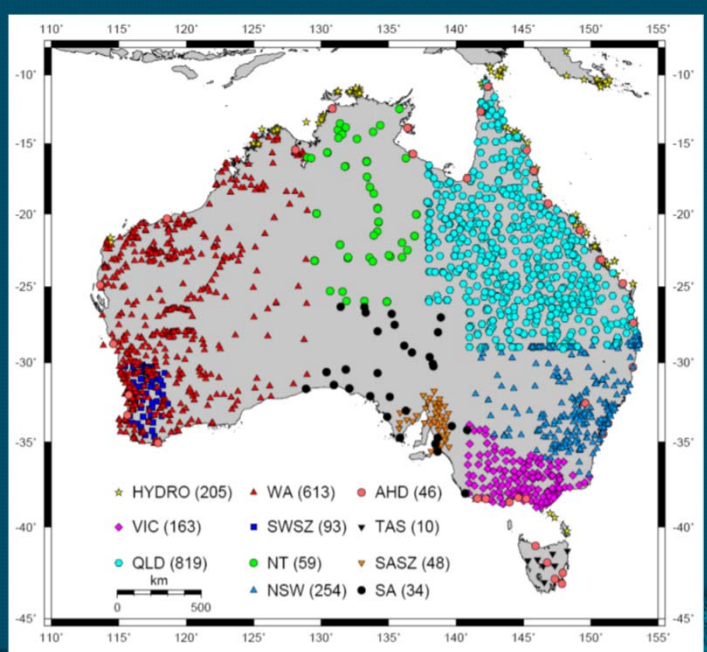 110˚ 115˚ 120˚ 125˚ 130˚ 135˚ 140˚ 145˚ 150˚ 155˚
-10˚ -10˚
-15˚ -15˚
-20˚ -20˚
-25˚ -25˚
-30˚ -30˚
-35˚ -35˚
HYDRO (205) WA (613) AHD (46)
VIC (163) SWSZ (93) TAS (10)
-40˚ -40˚
QLD (819) NT (59) SASZ (48)
km
NSW (254) SA (34)
0 500
-45˚ -45˚
110˚ 115˚ 120˚ 125˚ 130˚ 135˚ 140˚ 145˚ 150˚ 155˚